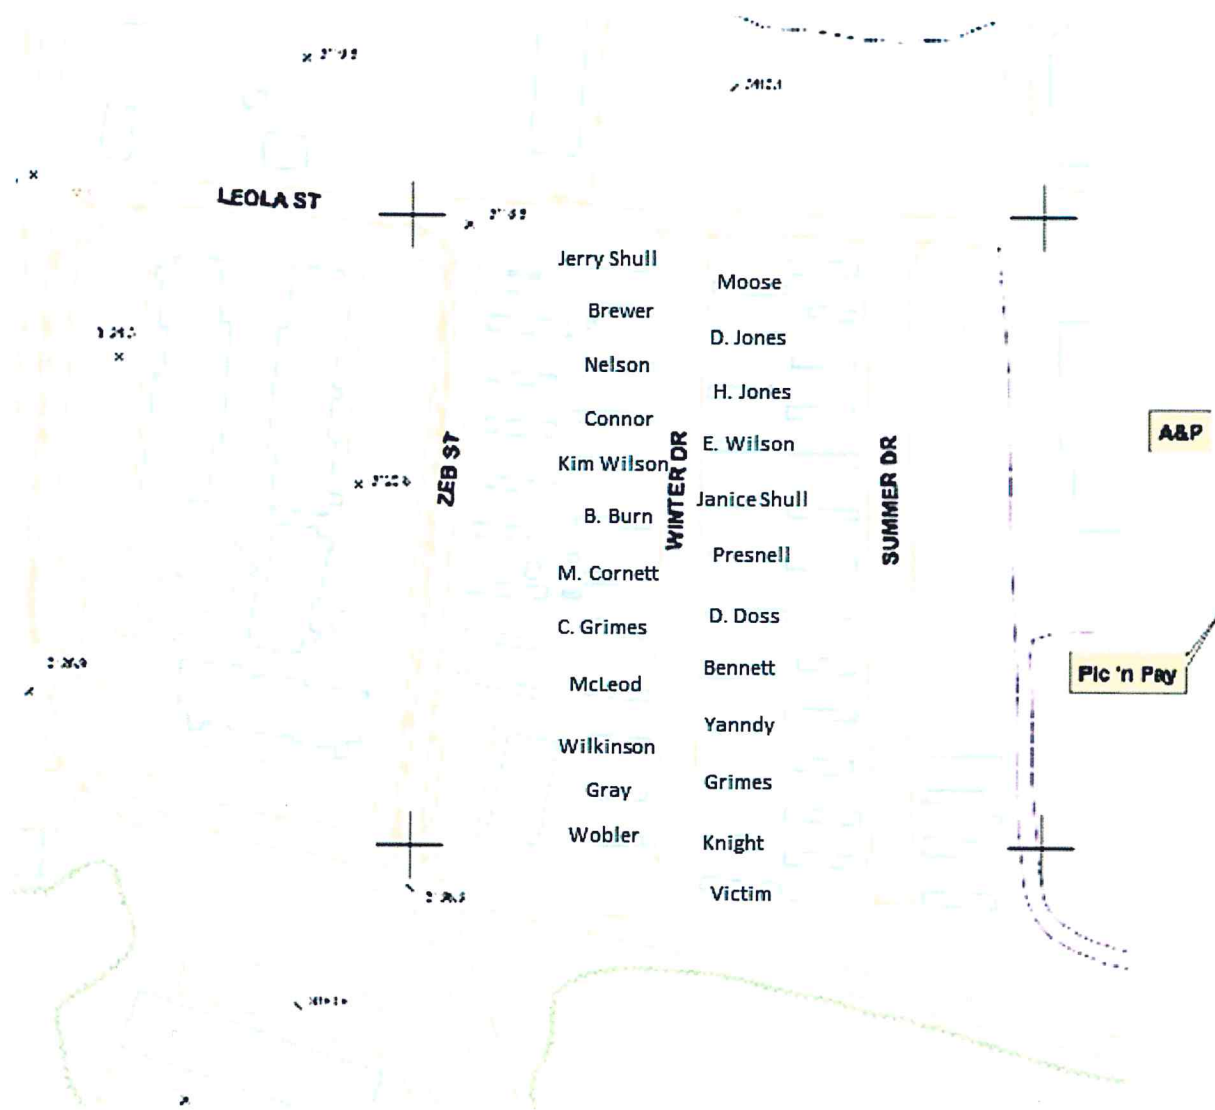 LEOLA ST
Jerry Shull
Moose
Brewer
D. Jones
Nelson
H. Jones
Connor
A&P
E. Wilson
Kim Wilson
ZEB ST
WINTER DR
SUMMER DR
Janice Shull
B. Burn
Presnell
M. Cornett
D. Doss
C. Grimes
Bennett
Pic 'n Pay
McLeod
Yanndy
Wilkinson
Grimes
Gray
Wobler
Knight
Victim